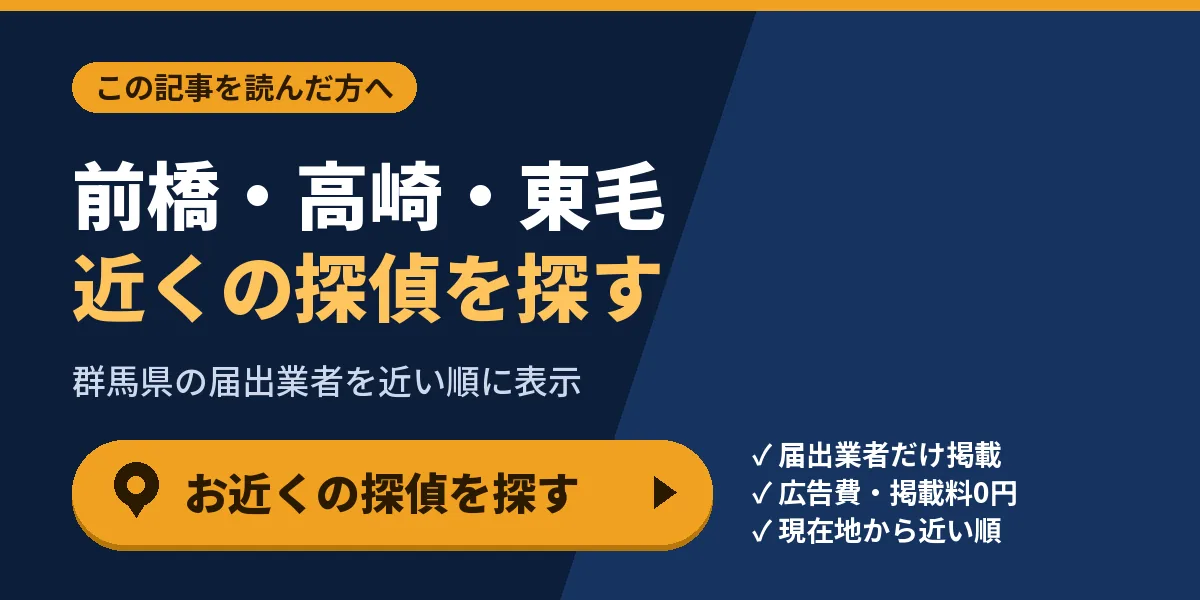 この記事を読んだ方へ
前橋・高崎・東毛
近くの探偵を探す
群馬県の届出業者を近い順に表示
お近くの探偵を探す
✓ 届出業者だけ掲載
✓ 広告費・掲載料0円
✓ 現在地から近い順